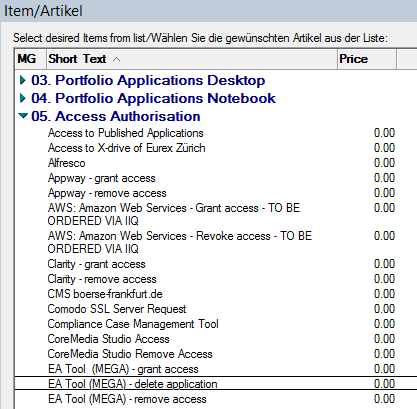 Item/Artikel
Select desired Items from list/Wählen Sie die gewünschten Artikel aus der Liste:
MG Short Text Price
03. Portfolio Applications Desktop
04. Portfolio Applications Notebook
05. Access Authorisation
Access to Published Applications 0.00
Access to X-drive of Eurex Zürich 0.00
Alfresco 0.00
Appway - grant access 0.00
Appway - remove access 0.00
AWS: Amazon Web Services - Grant access - TO BE 0.00
ORDERED VIA IIQ
AWS: Amazon Web Services - Revoke access - TO BE 0.00
ORDERED VIA IIQ
Clarity - grant access 0.00
Clarity - remove access 0.00
CMS boerse-frankfurt.de 0.00
Comodo SSL Server Request 0.00
Compliance Case Management Tool 0.00
CoreMedia Studio Access 0.00
CoreMedia Studio Remove Access 0.00
EA Tool (MEGA) - grant access 0.00
EA Tool (MEGA) - delete application 0.00
EA Tool (MEGA) - remove access 0.00